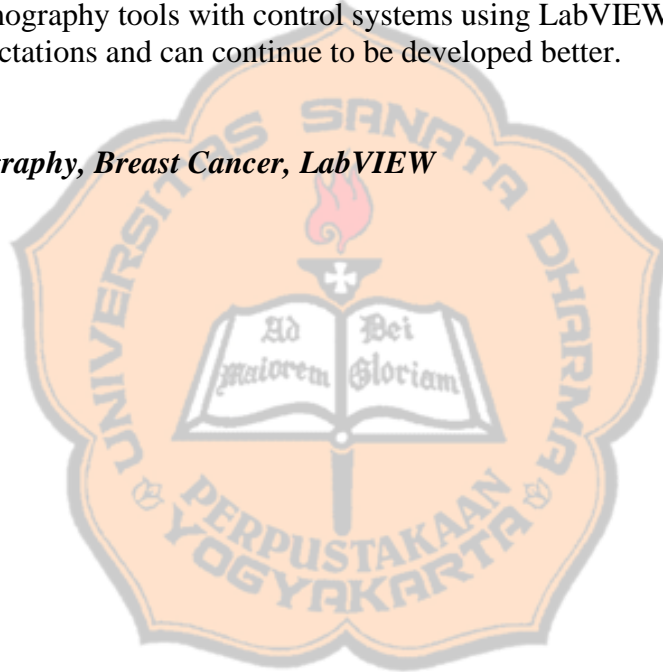 nography tools with control systems using LabVIEW
ctations and can continue to be developed better.
graphy, Breast Cancer, LabVIEW
UNIVERSITAS SANATA DHARMA
Ad Dei
Maiorem Gloriam
PERPUSTAKAAN
YOGYAKARTA